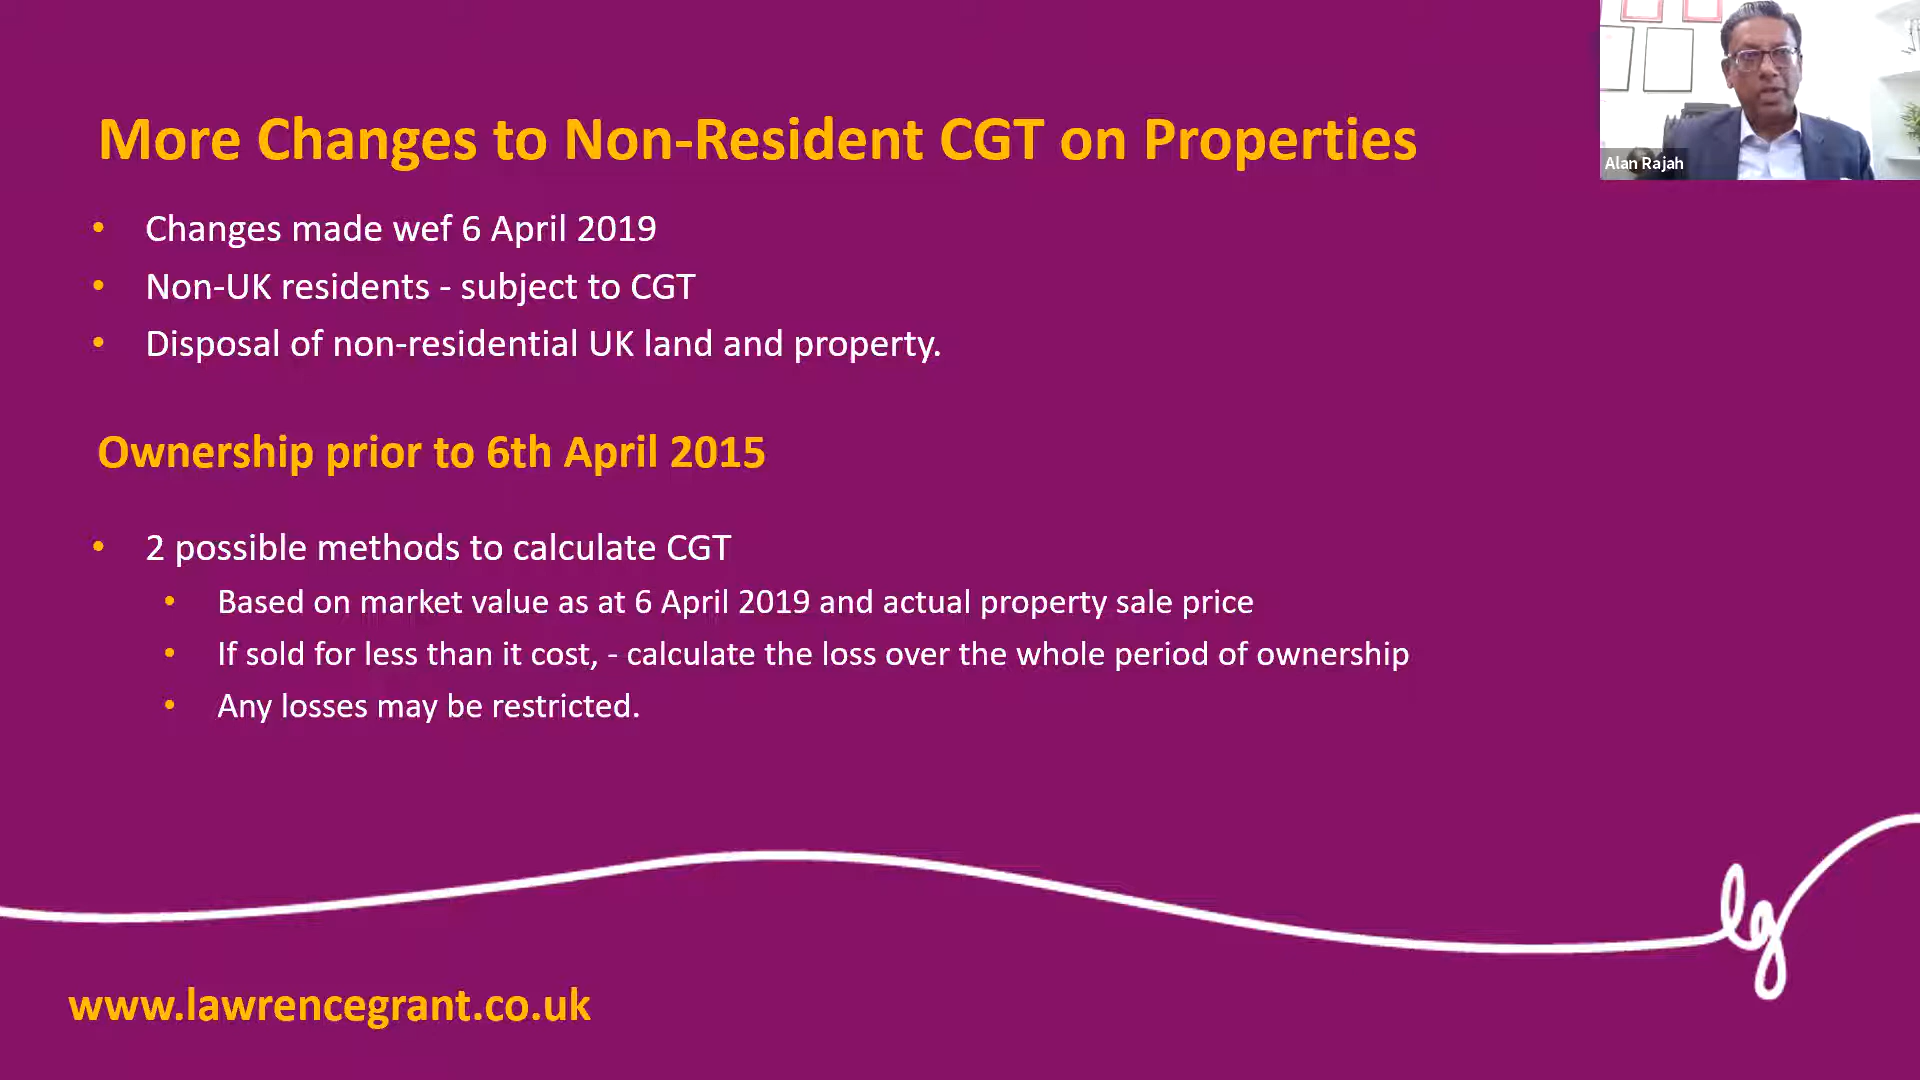 More Changes to Non-Resident CGT on Properties
• Changes made wef 6 April 2019
• Non-UK residents - subject to CGT
• Disposal of non-residential UK land and property.
Ownership prior to 6th April 2015
• 2 possible methods to calculate CGT
• Based on market value as at 6 April 2019 and actual property sale price
• If sold for less than it cost, - calculate the loss over the whole period of ownership
• Any losses may be restricted.
www.lawrencegrant.co.uk
lg
Alan Rajah